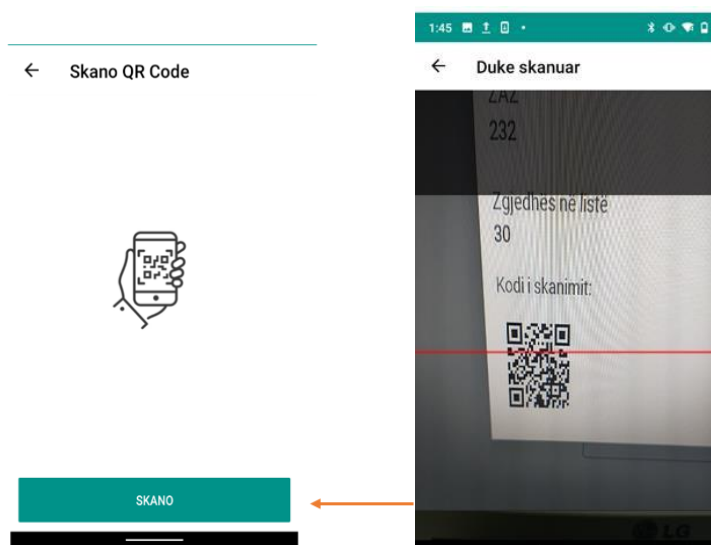 Skano QR Code
SKANO
1:45
Duke skanuar
ZAZ
232
Zgjedhës në listë
30
Kodi i skanimit:
LG